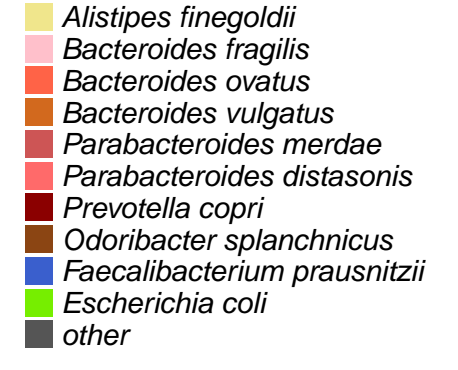 Alistipes finegoldii
Bacteroides fragilis
Bacteroides ovatus
Bacteroides vulgatus
Parabacteroides merdae
Parabacteroides distasonis
Prevotella copri
Odoribacter splanchnicus
Faecalibacterium prausnitzii
Escherichia coli
other